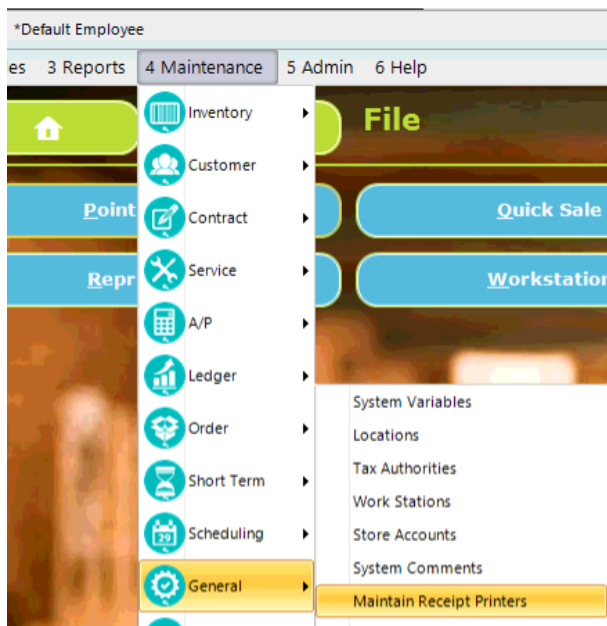 *Default Employee
es 3 Reports 4 Maintenance 5 Admin 6 Help
Inventory
File
Customer
Point
Contract
Quick Sale
Repr
Service
Workstation
A/P
Ledger
System Variables
Order
Locations
Tax Authorities
Short Term
Work Stations
29
Scheduling
Store Accounts
System Comments
General
Maintain Receipt Printers